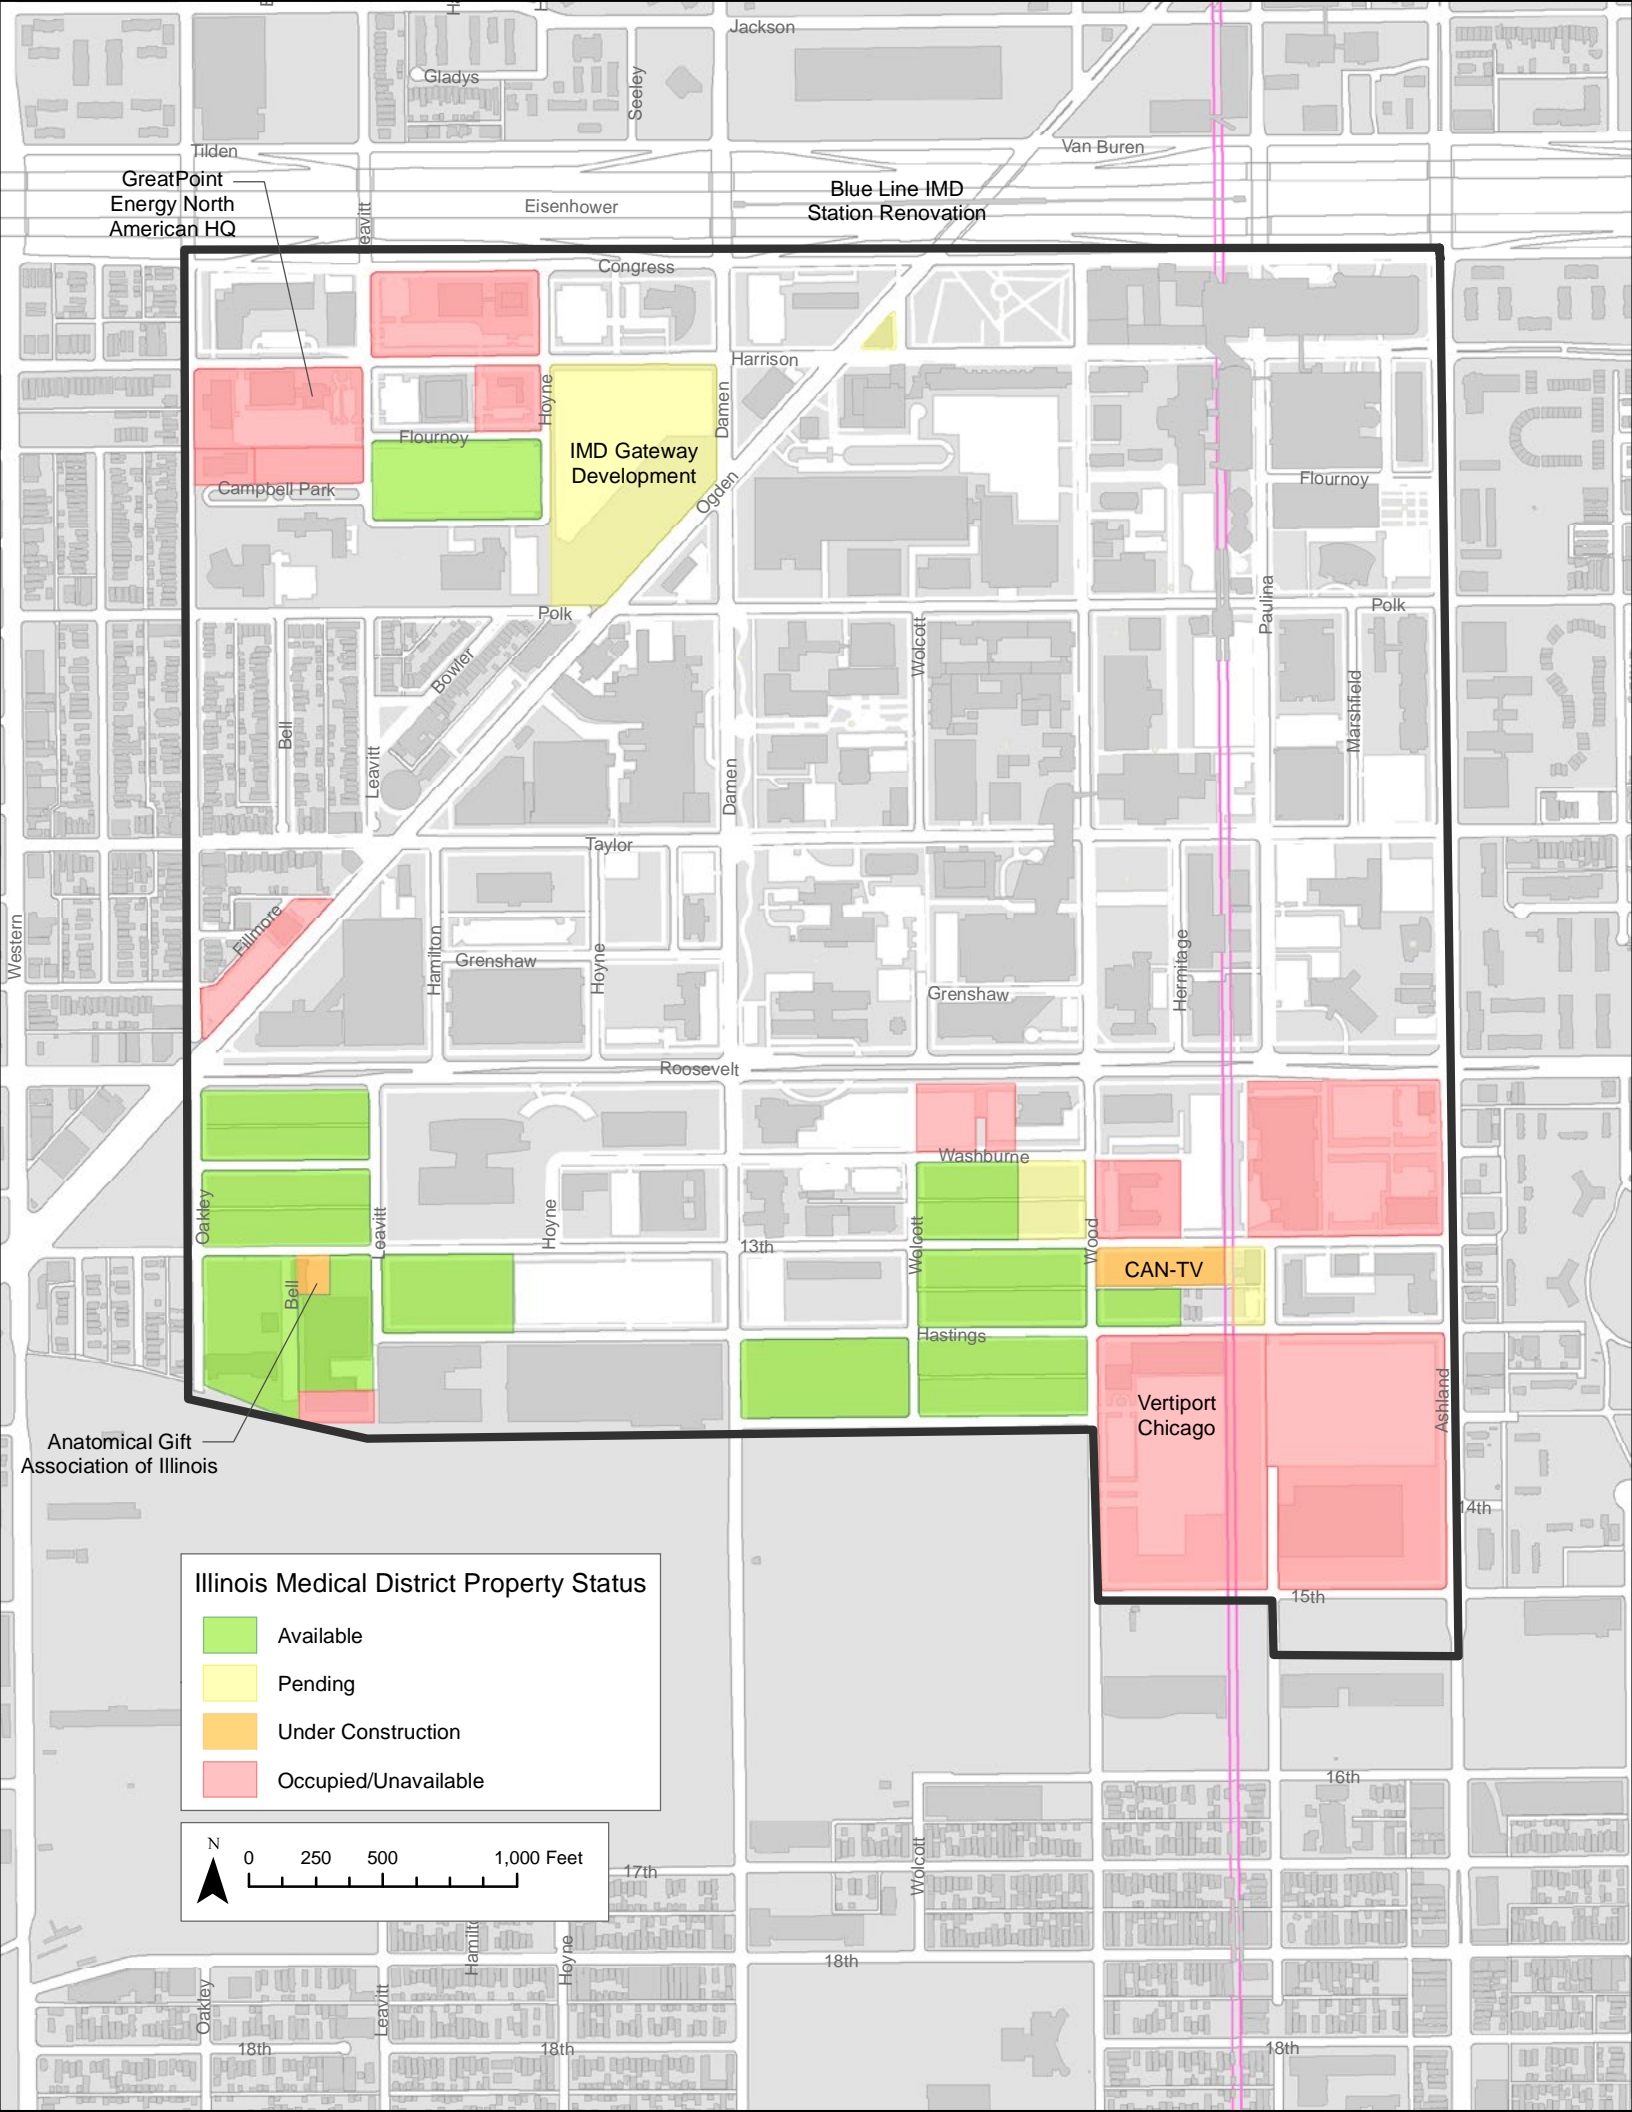 Jackson
Gladys
Seeley
Tilden
Van Buren
GreatPoint
Energy North
American HQ
Blue Line IMD
Station Renovation
Eisenhower
eavitt
Congress
Harrison
Hoyne
Damen
Flournoy
IMD Gateway
Development
Ogden
Campbell Park
Flournoy
Polk
Paulina
Polk
Wolcott
Bowler
Marshfield
Bell
Leavitt
Damen
Taylor
Western
Fillmore
Hamilton
Grenshaw
Hoyne
Grenshaw
Hermitage
Roosevelt
Washburne
Oakley
Leavitt
Hoyne
13th
Wolcott
Wood
CAN-TV
Bell
Hastings
Vertiport
Chicago
Ashland
Anatomical Gift
Association of Illinois
14th
15th
Illinois Medical District Property Status
Available
Pending
Under Construction
Occupied/Unavailable
16th
N
0 250 500 1,000 Feet
17th
Wolcott
Hamilt
Hoyne
18th
Oakley
Leavitt
18th
18th
18th